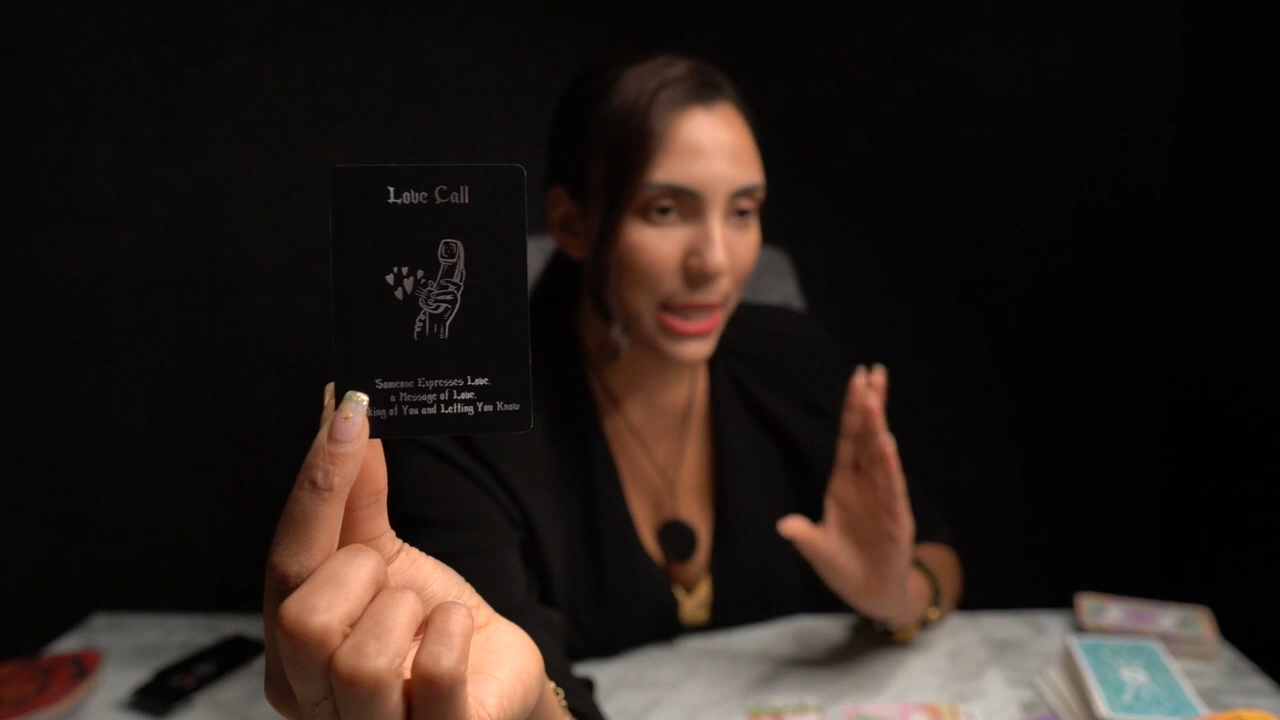 Love Call
Someone Expresses Love.
a Message of Love.
king of You and Letting You Know